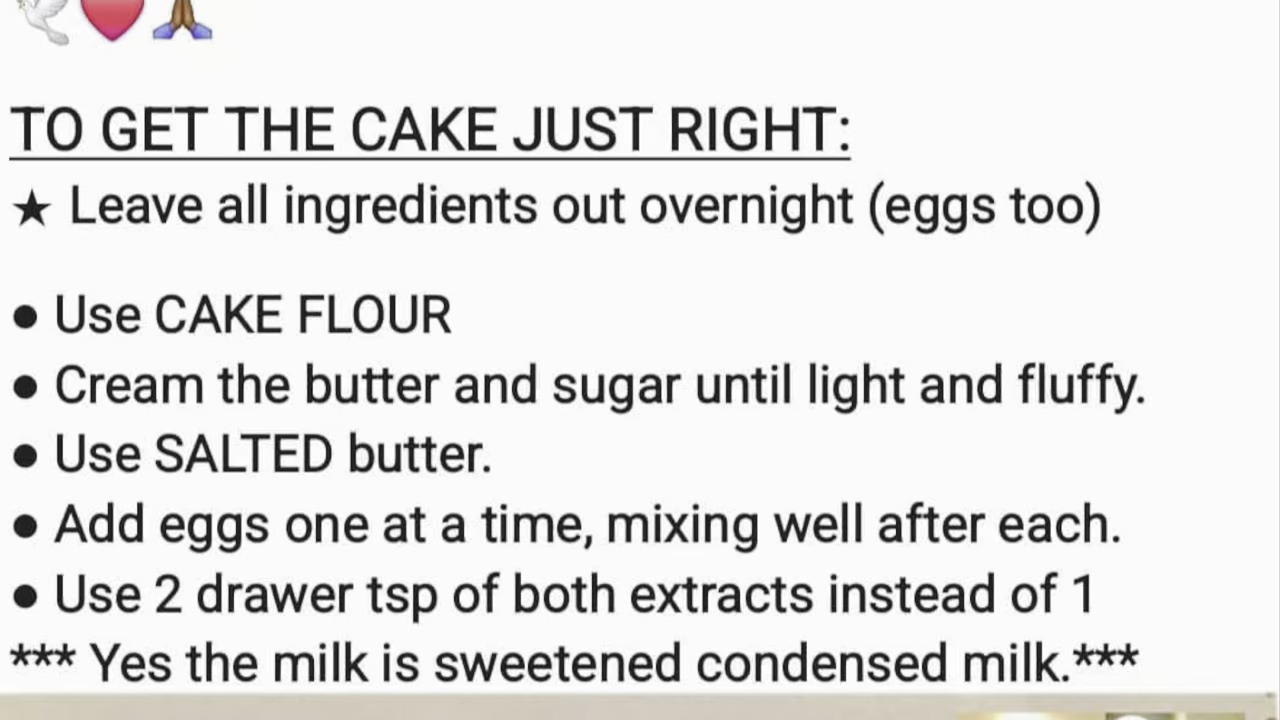 TO GET THE CAKE JUST RIGHT:
★ Leave all ingredients out overnight (eggs too)
● Use CAKE FLOUR
● Cream the butter and sugar until light and fluffy.
● Use SALTED butter.
● Add eggs one at a time, mixing well after each.
● Use 2 drawer tsp of both extracts instead of 1
*** Yes the milk is sweetened condensed milk.***